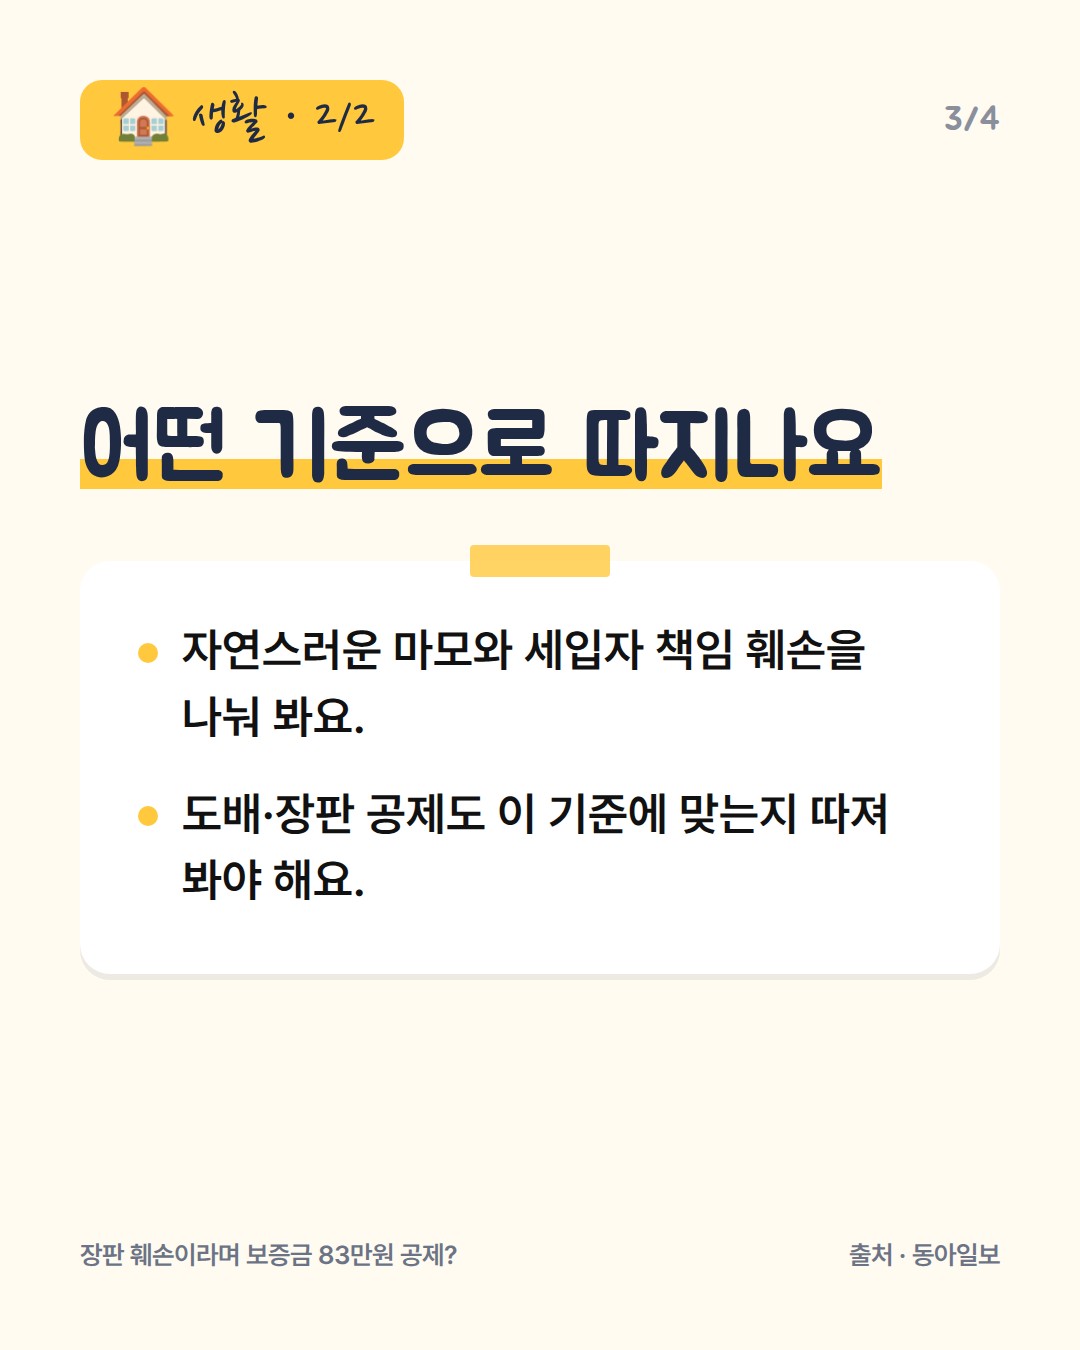 생활 · 2/2
3/4
어떤 기준으로 따지나요
자연스러운 마모와 세입자 책임 훼손을
나눠 봐요.
도배·장판 공제도 이 기준에 맞는지 따져
봐야 해요.
장판 훼손이라며 보증금 83만원 공제?
출처 · 동아일보